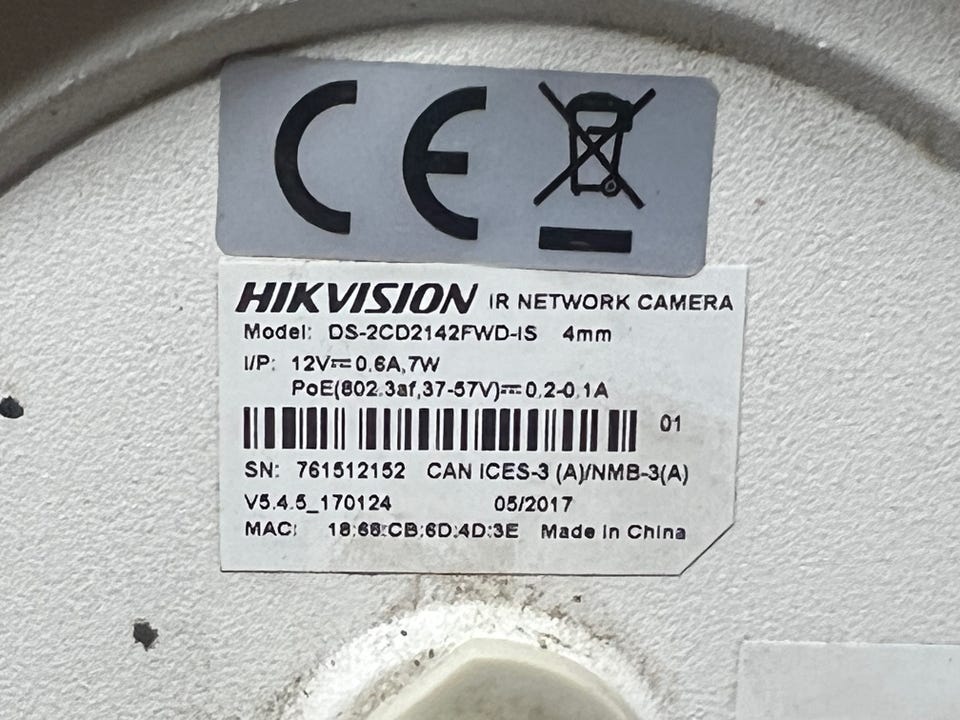 CE
HIKVISION IR NETWORK CAMERA
Model: DS-2CD2142FWD-IS 4mm
I/P: 12V⎓0.6A,7W
PoE(802.3af,37-57V)⎓0.2-0.1A
01
SN: 761512152 CAN ICES-3 (A)/NMB-3(A)
V5.4.5_170124 05/2017
MAC: 18:68:CB:6D:4D:3E Made in China